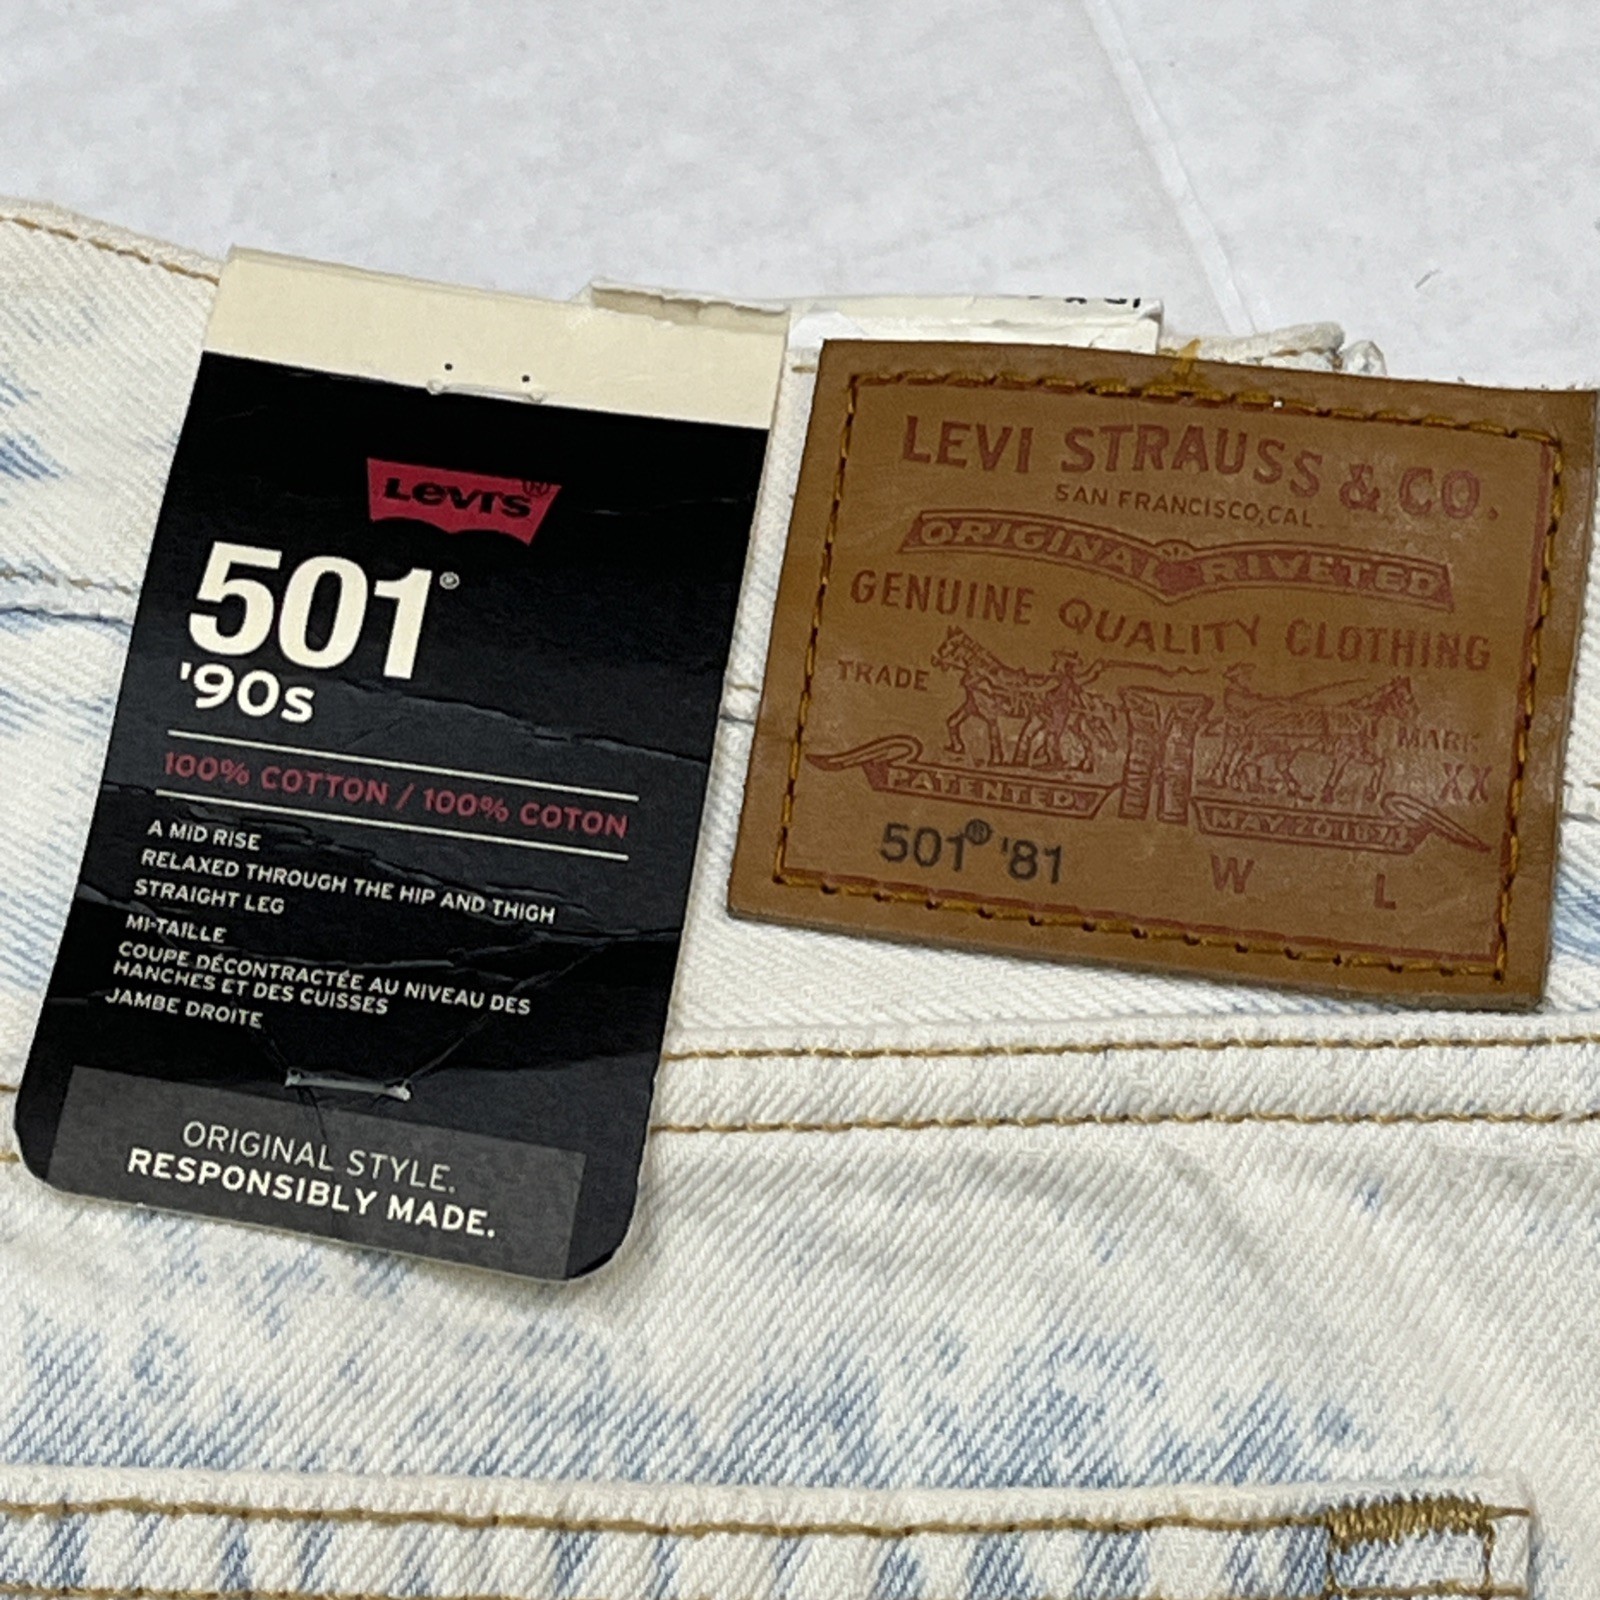 Levi's®
501®
'90s
100% COTTON / 100% COTON
A MID RISE
RELAXED THROUGH THE HIP AND THIGH
STRAIGHT LEG
MI-TAILLE
COUPE DÉCONTRACTÉE AU NIVEAU DES
HANCHES ET DES CUISSES
JAMBE DROITE
ORIGINAL STYLE.
RESPONSIBLY MADE.
LEVI STRAUSS & CO.
SAN FRANCISCO, CAL.
ORIGINAL RIVETED
GENUINE QUALITY CLOTHING
TRADE MARK
XX
PATENTED MAY 20 1873
501® '81 W L